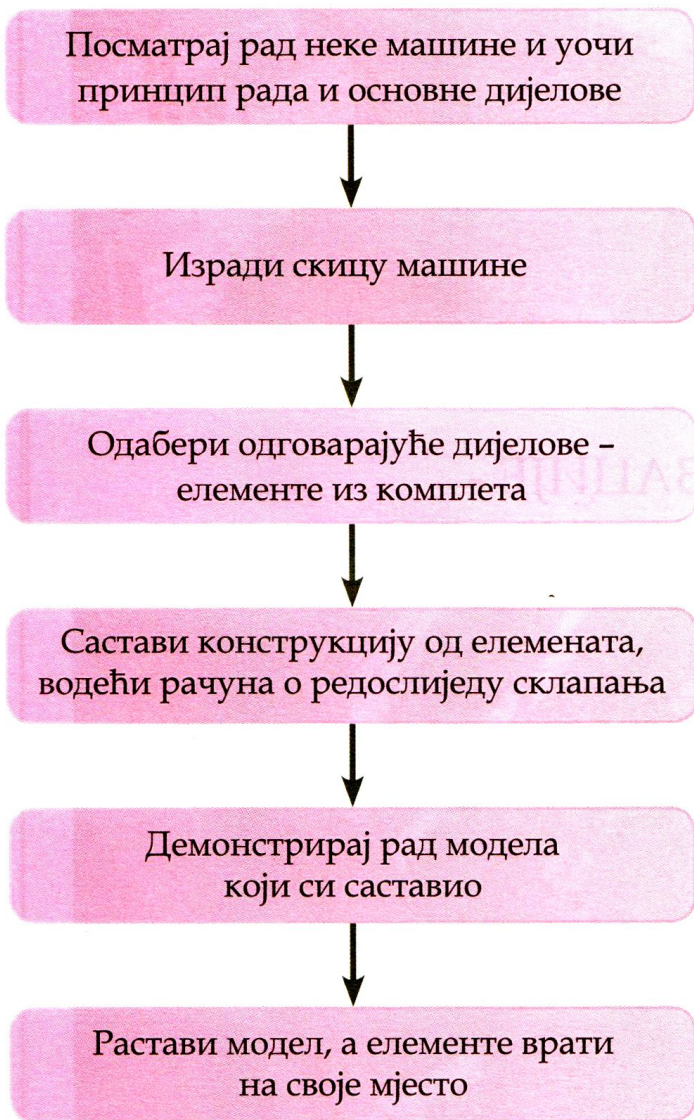 Посматрај рад неке машине и уочи
принцип рада и основне дијелове
Изради скицу машине
Одабери одговарајуће дијелове –
елементе из комплета
Састави конструкцију од елемената,
водећи рачуна о редослиједу склапања
Демонстрирај рад модела
који си саставио
Растави модел, а елементе врати
на своје мјесто